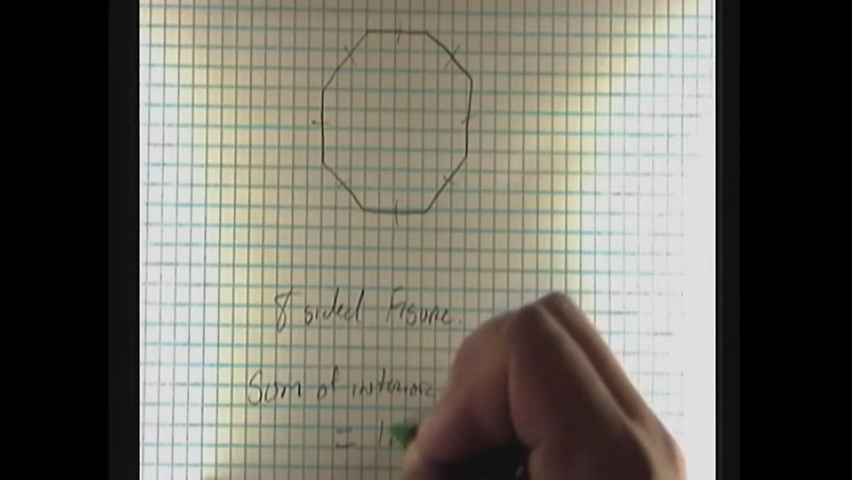 8 sided Figure.
Sum of interior
=